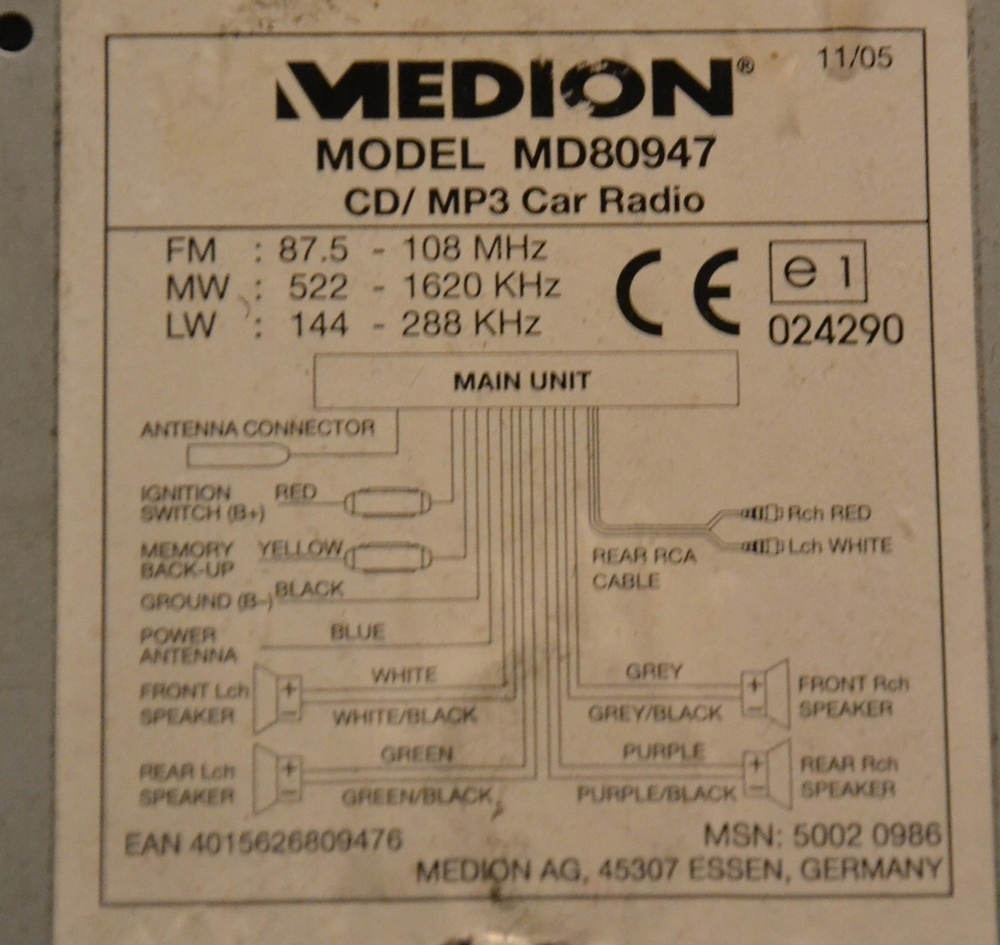 MEDION® 11/05
MODEL MD80947
CD/ MP3 Car Radio
FM : 87.5 - 108 MHz
MW : 522 - 1620 KHz
LW : 144 - 288 KHz
CE
e 1
024290
MAIN UNIT
ANTENNA CONNECTOR
IGNITION RED
SWITCH (B+)
MEMORY YELLOW
BACK-UP
GROUND (B-) BLACK
POWER BLUE
ANTENNA
Rch RED
Lch WHITE
REAR RCA
CABLE
FRONT Lch
SPEAKER
+
-
WHITE
WHITE/BLACK
GREY
GREY/BLACK
+
-
FRONT Rch
SPEAKER
REAR Lch
SPEAKER
+
-
GREEN
GREEN/BLACK
PURPLE
PURPLE/BLACK
+
-
REAR Rch
SPEAKER
EAN 4015626809476
MSN: 5002 0986
MEDION AG, 45307 ESSEN, GERMANY